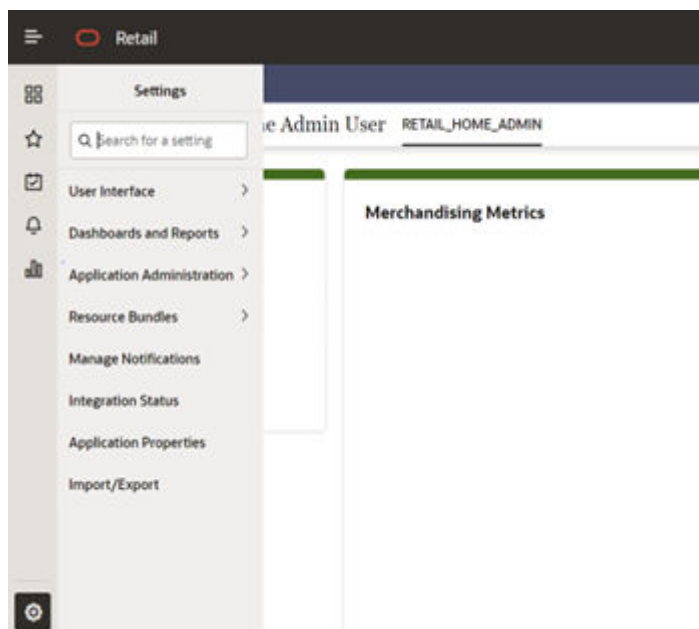 Retail
Settings
Search for a setting
User Interface
Dashboards and Reports
Application Administration
Resource Bundles
Manage Notifications
Integration Status
Application Properties
Import/Export
e Admin User RETAIL_HOME_ADMIN
Merchandising Metrics